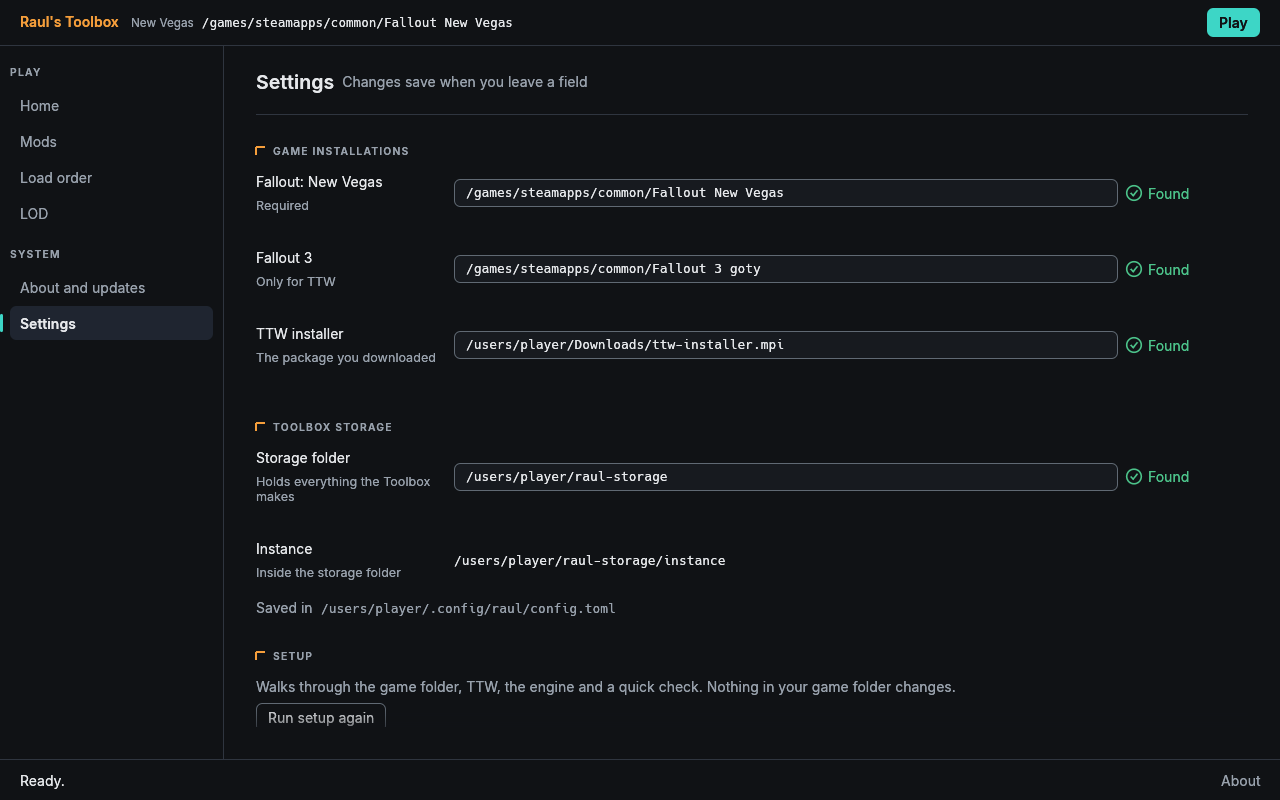 Raul's Toolbox New Vegas /games/steamapps/common/Fallout New Vegas
Play
PLAY
Home
Mods
Load order
LOD
SYSTEM
About and updates
Settings
Settings Changes save when you leave a field
GAME INSTALLATIONS
Fallout: New Vegas
Required
/games/steamapps/common/Fallout New Vegas
Found
Fallout 3
Only for TTW
/games/steamapps/common/Fallout 3 goty
Found
TTW installer
The package you downloaded
/users/player/Downloads/ttw-installer.mpi
Found
TOOLBOX STORAGE
Storage folder
Holds everything the Toolbox
makes
/users/player/raul-storage
Found
Instance
Inside the storage folder
/users/player/raul-storage/instance
Saved in /users/player/.config/raul/config.toml
SETUP
Walks through the game folder, TTW, the engine and a quick check. Nothing in your game folder changes.
Run setup again
Ready.
About